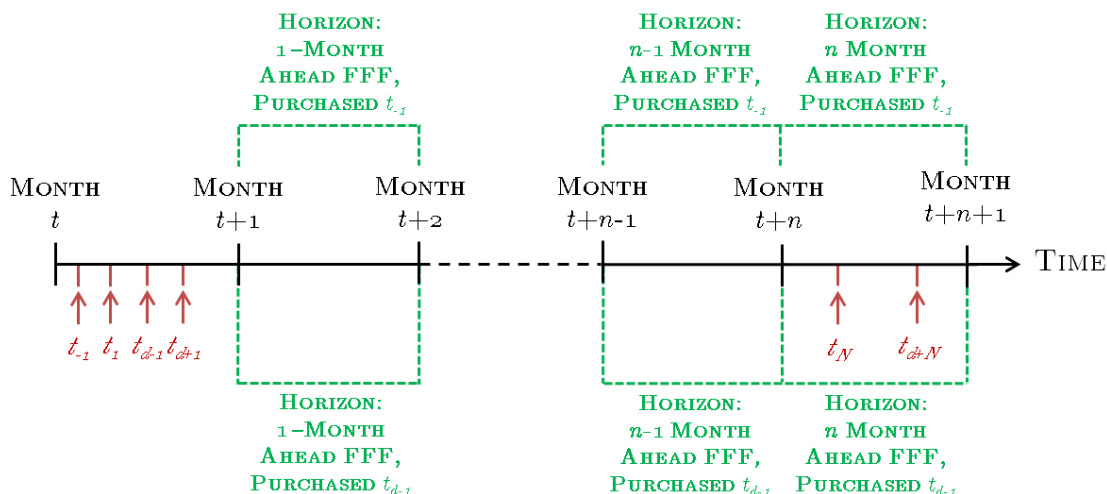 HORIZON:
1–MONTH
AHEAD FFF,
PURCHASED t-1
HORIZON:
n-1 MONTH
AHEAD FFF,
PURCHASED t-1
HORIZON:
n MONTH
AHEAD FFF,
PURCHASED t-1
MONTH
t
MONTH
t+1
MONTH
t+2
MONTH
t+n-1
MONTH
t+n
MONTH
t+n+1
TIME
t-1
t1
td-1
td+1
tN
td+N
HORIZON:
1–MONTH
AHEAD FFF,
PURCHASED td-1
HORIZON:
n-1 MONTH
AHEAD FFF,
PURCHASED td-1
HORIZON:
n MONTH
AHEAD FFF,
PURCHASED td-1